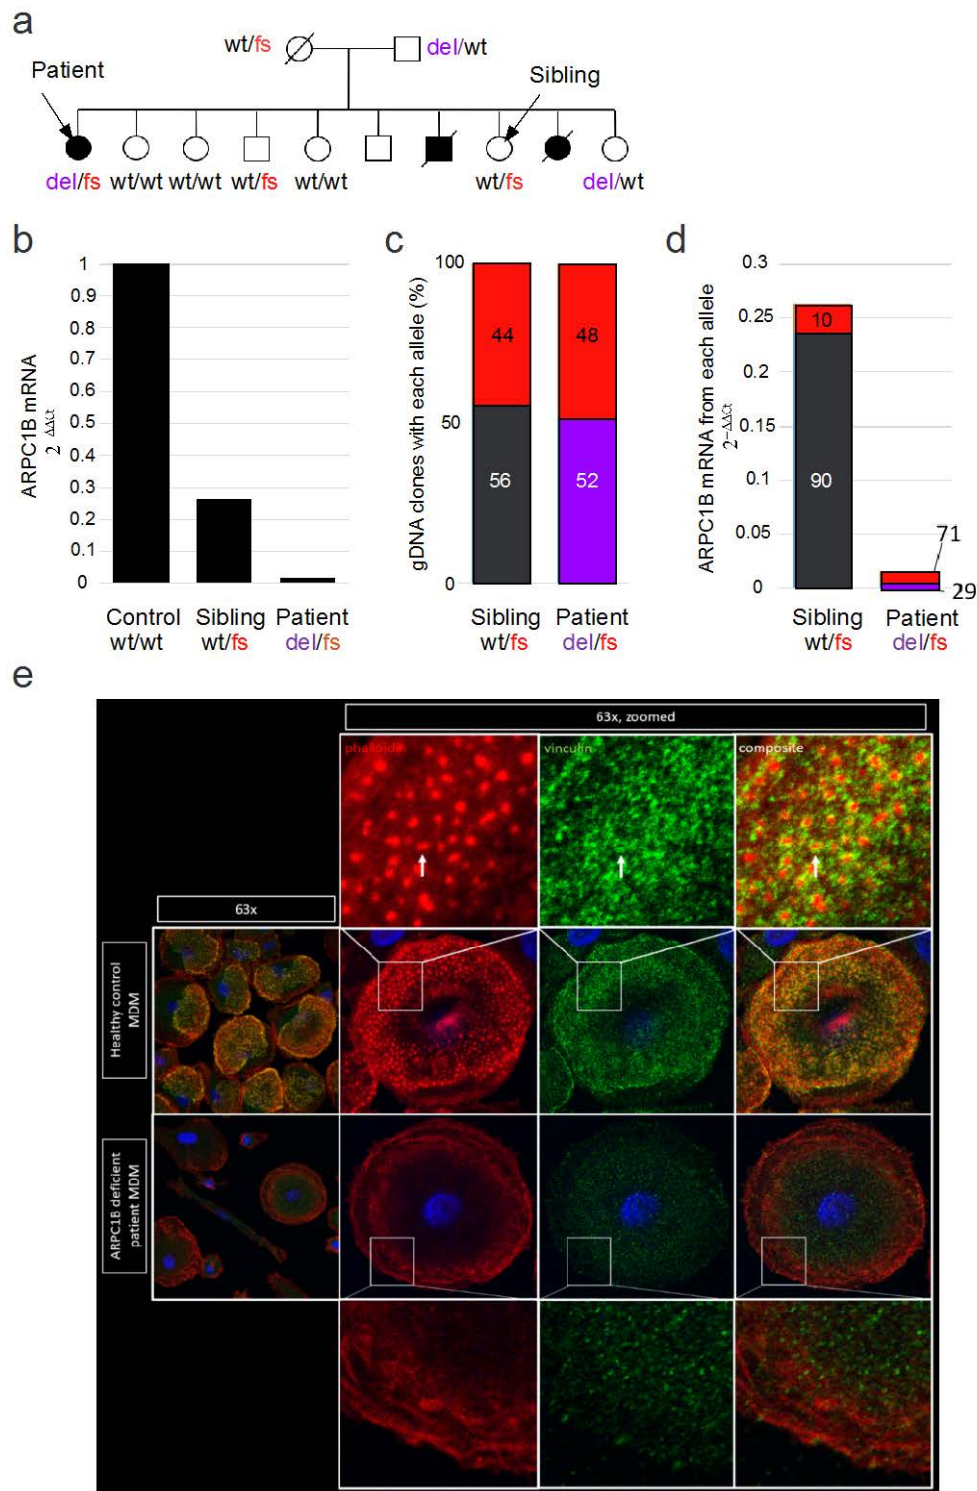 a
wt/fs
del/wt
Patient
Sibling
del/fs wt/wt wt/wt wt/fs wt/wt wt/fs del/wt
b
ARPC1B mRNA
2-ΔΔCt
1
0.9
0.8
0.7
0.6
0.5
0.4
0.3
0.2
0.1
0
Control Sibling Patient
wt/wt wt/fs del/fs
c
gDNA clones with each allele (%)
100
50
0
44
48
56
52
Sibling Patient
wt/fs del/fs
d
ARPC1B mRNA from each allele
2-ΔΔCt
0.3
0.25
0.2
0.15
0.1
0.05
0
10
90
71
29
Sibling Patient
wt/fs del/fs
e
63x, zoomed
phalloidin
vinculin
composite
63x
Healthy control
MDM
ARPC1B deficient
patient MDM